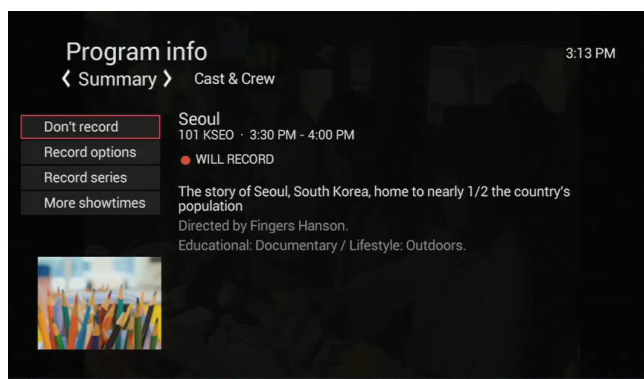 Program info
3:13 PM
❮ Summary ❯ Cast & Crew
Don't record
Record options
Record series
More showtimes
Seoul
101 KSEO · 3:30 PM - 4:00 PM
WILL RECORD
The story of Seoul, South Korea, home to nearly 1/2 the country's
population
Directed by Fingers Hanson.
Educational: Documentary / Lifestyle: Outdoors.